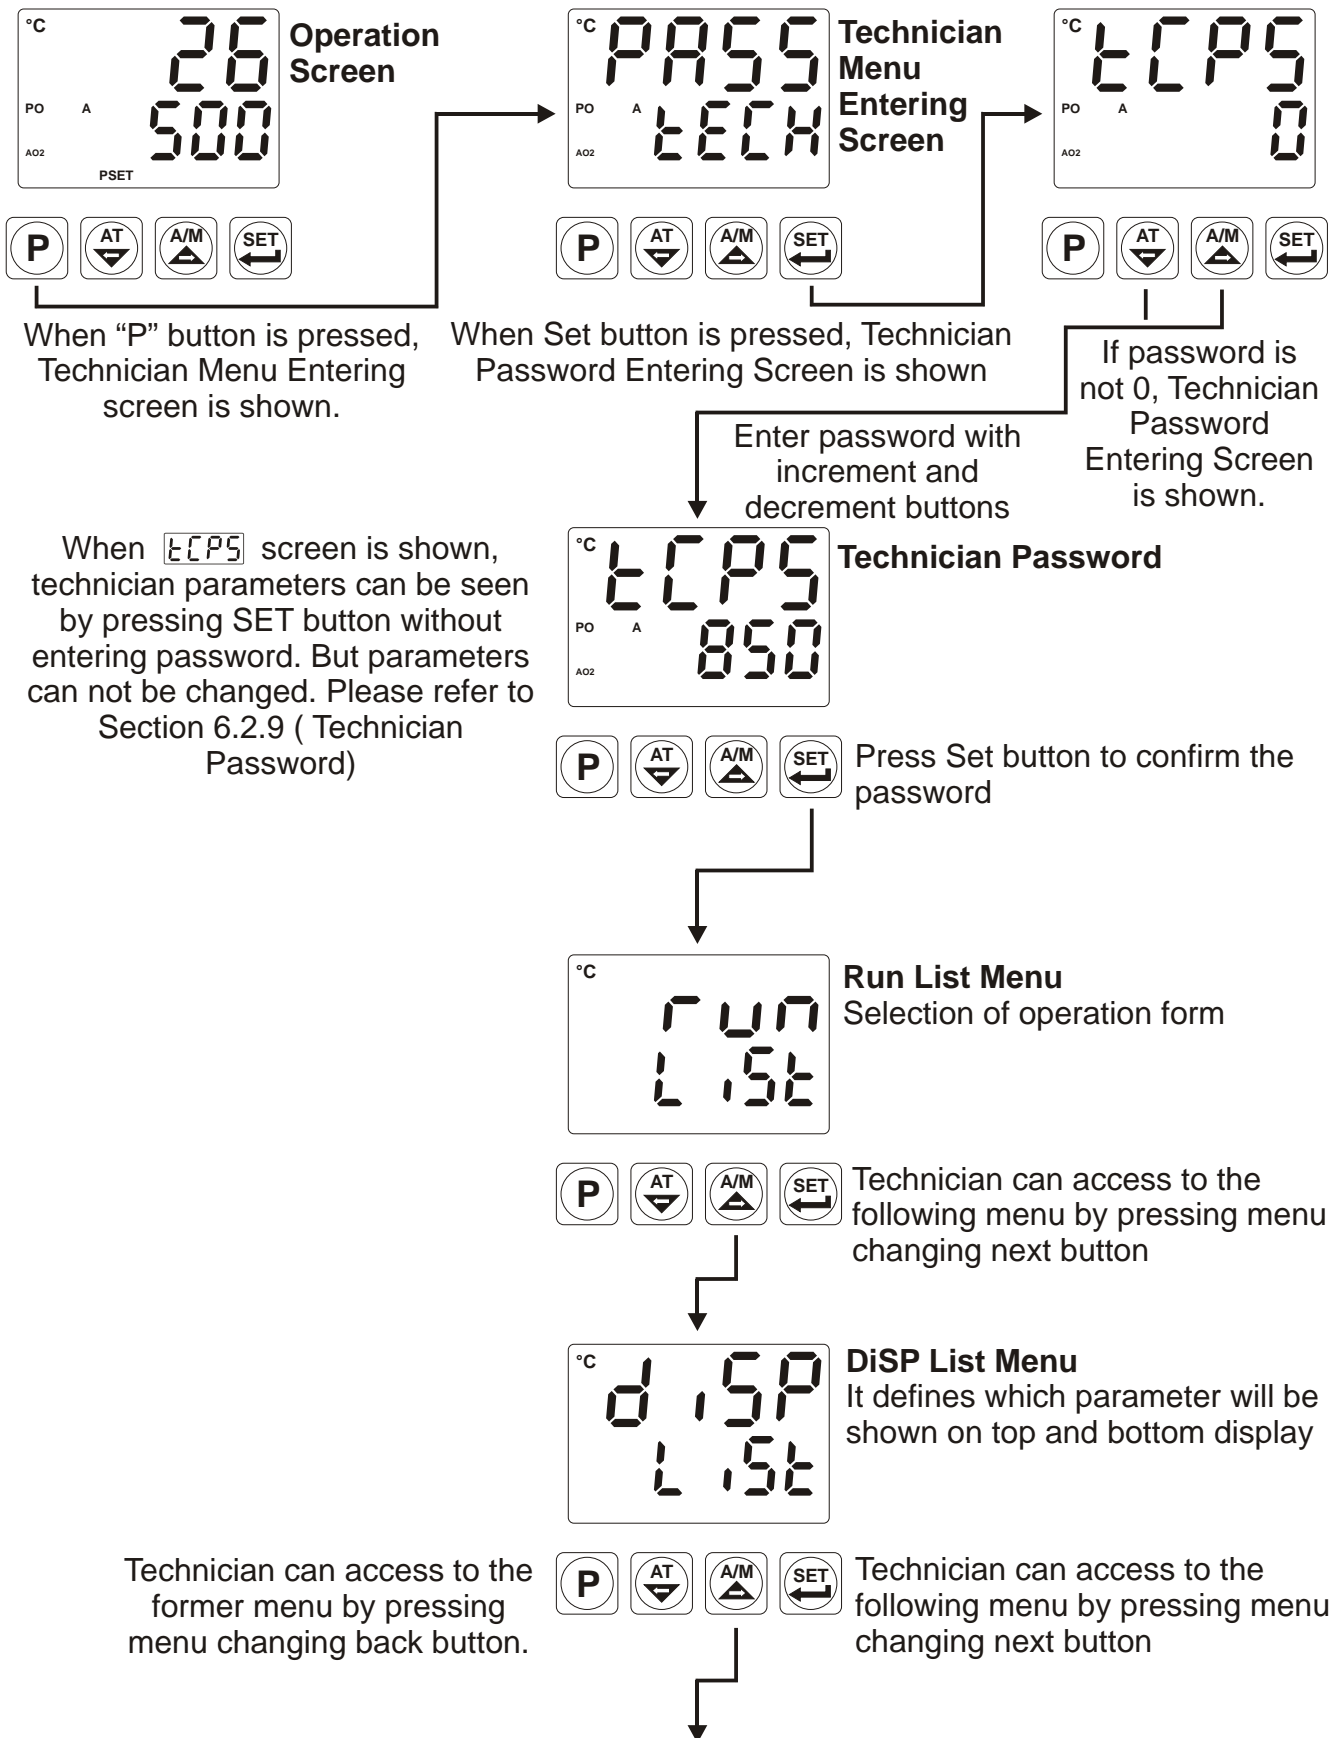 °C
26
PO A
500
AO2
PSET
Operation
Screen
P AT A/M SET
When “P” button is pressed,
Technician Menu Entering
screen is shown.
°C
PASS
PO A
tECH
AO2
Technician
Menu
Entering
Screen
P AT A/M SET
When Set button is pressed, Technician
Password Entering Screen is shown
°C
tCPS
PO A
0
AO2
P AT A/M SET
If password is
not 0, Technician
Password
Entering Screen
is shown.
Enter password with
increment and
decrement buttons
When tCPS screen is shown,
technician parameters can be seen
by pressing SET button without
entering password. But parameters
can not be changed. Please refer to
Section 6.2.9 ( Technician
Password)
°C
tCPS
PO A
850
AO2
Technician Password
P AT A/M SET
Press Set button to confirm the
password
°C
run
LiSt
Run List Menu
Selection of operation form
P AT A/M SET
Technician can access to the
following menu by pressing menu
changing next button
°C
diSP
LiSt
DiSP List Menu
It defines which parameter will be
shown on top and bottom display
Technician can access to the
former menu by pressing
menu changing back button.
P AT A/M SET
Technician can access to the
following menu by pressing menu
changing next button